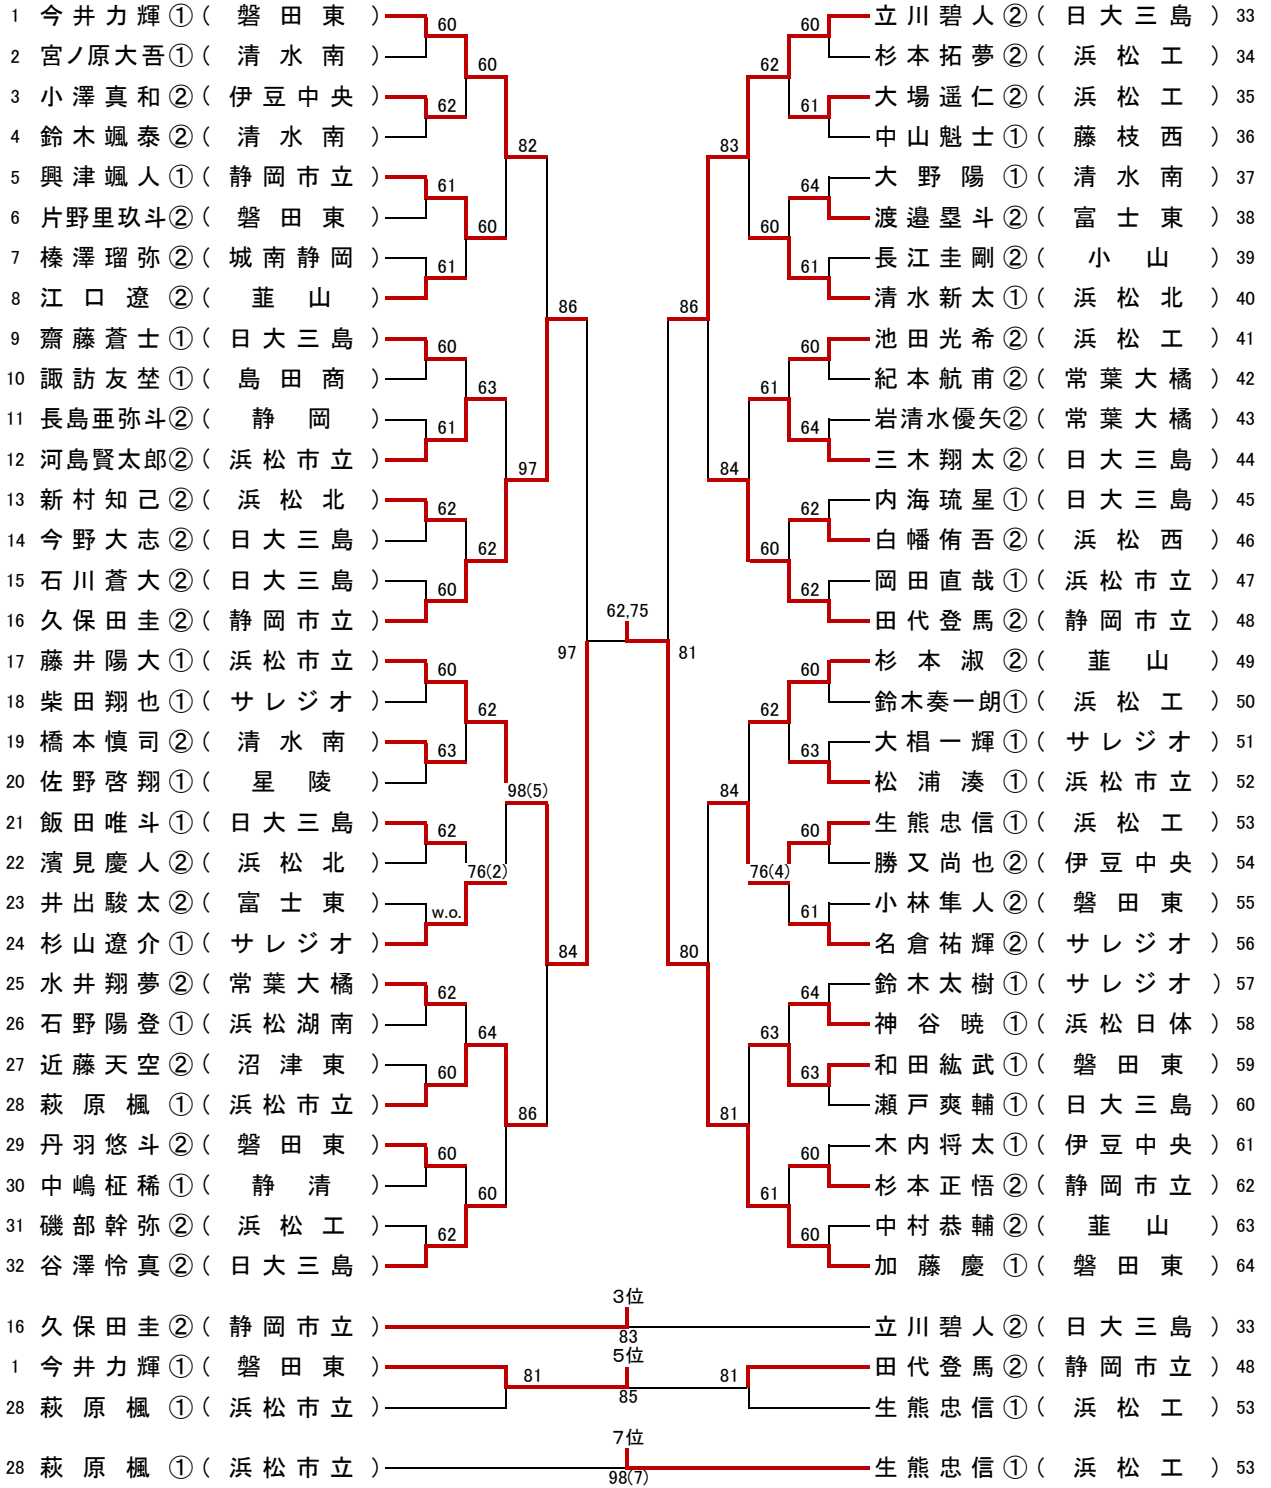 1 今井力輝①( 磐田東 )
2 宮ノ原大吾①( 清水南 )
3 小澤真和②( 伊豆中央 )
4 鈴木颯泰②( 清水南 )
5 興津颯人①( 静岡市立 )
6 片野里玖斗②( 磐田東 )
7 榛澤瑠弥②( 城南静岡 )
8 江口遼②( 韮山 )
9 齋藤蒼士①( 日大三島 )
10 諏訪友埜①( 島田商 )
11 長島亜弥斗②( 静岡 )
12 河島賢太郎②( 浜松市立 )
13 新村知己②( 浜松北 )
14 今野大志②( 日大三島 )
15 石川蒼大②( 日大三島 )
16 久保田圭②( 静岡市立 )
17 藤井陽大①( 浜松市立 )
18 柴田翔也①( サレジオ )
19 橋本慎司②( 清水南 )
20 佐野啓翔①( 星陵 )
21 飯田唯斗①( 日大三島 )
22 濱見慶人②( 浜松北 )
23 井出駿太②( 富士東 )
24 杉山遼介①( サレジオ )
25 水井翔夢②( 常葉大橘 )
26 石野陽登①( 浜松湖南 )
27 近藤天空②( 沼津東 )
28 萩原楓①( 浜松市立 )
29 丹羽悠斗②( 磐田東 )
30 中嶋柾稀①( 静清 )
31 磯部幹弥②( 浜松工 )
32 谷澤怜真②( 日大三島 )
60
62
61
61
60
61
62
60
60
63
62
w.o.
62
60
60
62
60
60
63
62
62
76(2)
64
60
82
97
98(5)
86
86
84
97
62,75
81
86
80
83
84
84
81
62
60
61
60
62
76(4)
63
61
60
61
64
61
60
64
62
62
60
63
60
61
64
63
60
60
立川碧人②( 日大三島 ) 33
杉本拓夢②( 浜松工 ) 34
大場遥仁②( 浜松工 ) 35
中山魁士①( 藤枝西 ) 36
大野陽①( 清水南 ) 37
渡邉塁斗②( 富士東 ) 38
長江圭剛②( 小山 ) 39
清水新太①( 浜松北 ) 40
池田光希②( 浜松工 ) 41
紀本航甫②( 常葉大橘 ) 42
岩清水優矢②( 常葉大橘 ) 43
三木翔太②( 日大三島 ) 44
内海琉星①( 日大三島 ) 45
白幡侑吾②( 浜松西 ) 46
岡田直哉①( 浜松市立 ) 47
田代登馬②( 静岡市立 ) 48
杉本淑②( 韮山 ) 49
鈴木奏一朗①( 浜松工 ) 50
大椙一輝①( サレジオ ) 51
松浦湊①( 浜松市立 ) 52
生熊忠信①( 浜松工 ) 53
勝又尚也②( 伊豆中央 ) 54
小林隼人②( 磐田東 ) 55
名倉祐輝②( サレジオ ) 56
鈴木太樹①( サレジオ ) 57
神谷暁①( 浜松日体 ) 58
和田紘武①( 磐田東 ) 59
瀬戸爽輔①( 日大三島 ) 60
木内将太①( 伊豆中央 ) 61
杉本正悟②( 静岡市立 ) 62
中村恭輔②( 韮山 ) 63
加藤慶①( 磐田東 ) 64
3位
16 久保田圭②( 静岡市立 ) 83 立川碧人②( 日大三島 ) 33
5位
1 今井力輝①( 磐田東 ) 81 85 81 田代登馬②( 静岡市立 ) 48
28 萩原楓①( 浜松市立 ) 生熊忠信①( 浜松工 ) 53
7位
28 萩原楓①( 浜松市立 ) 98(7) 生熊忠信①( 浜松工 ) 53